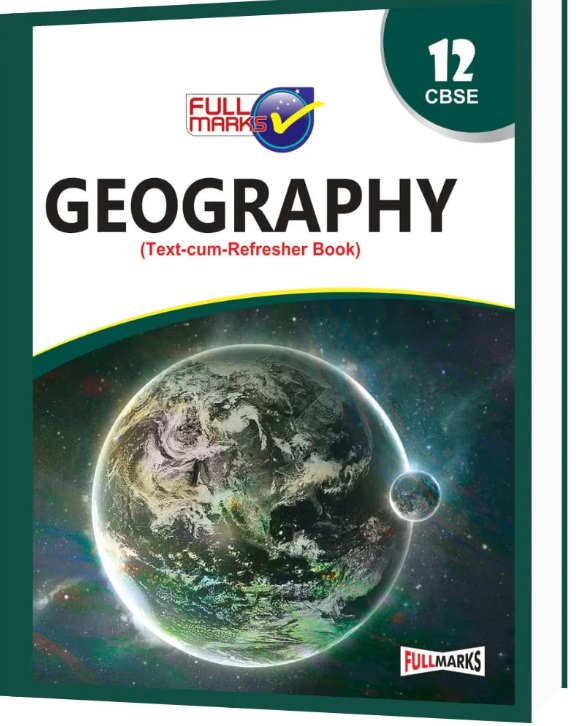 12
CBSE
FULL
MARKS
GEOGRAPHY
(Text-cum-Refresher Book)
FULLMARKS